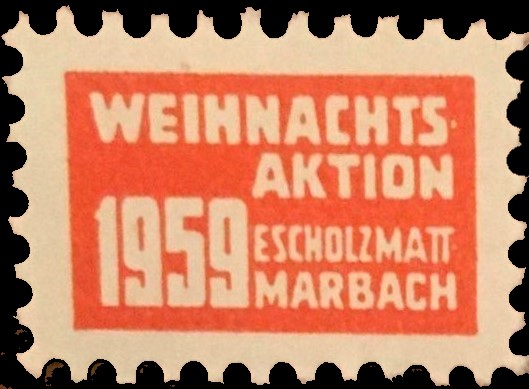 WEIHNACHTS-
AKTION
1959 ESCHOLZMATT-
MARBACH